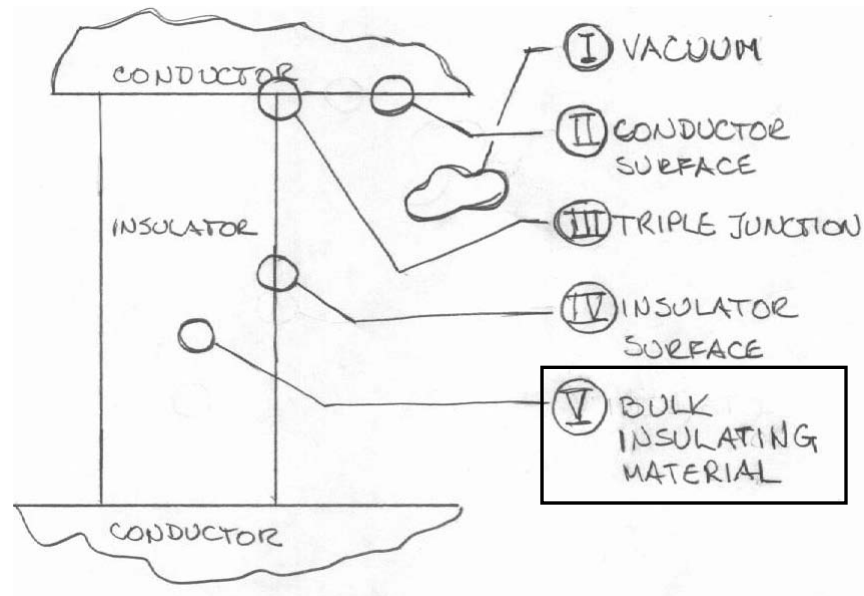 CONDUCTOR
I VACUUM
II CONDUCTOR
SURFACE
INSULATOR
III TRIPLE JUNCTION
IV INSULATOR
SURFACE
V BULK
INSULATING
MATERIAL
CONDUCTOR